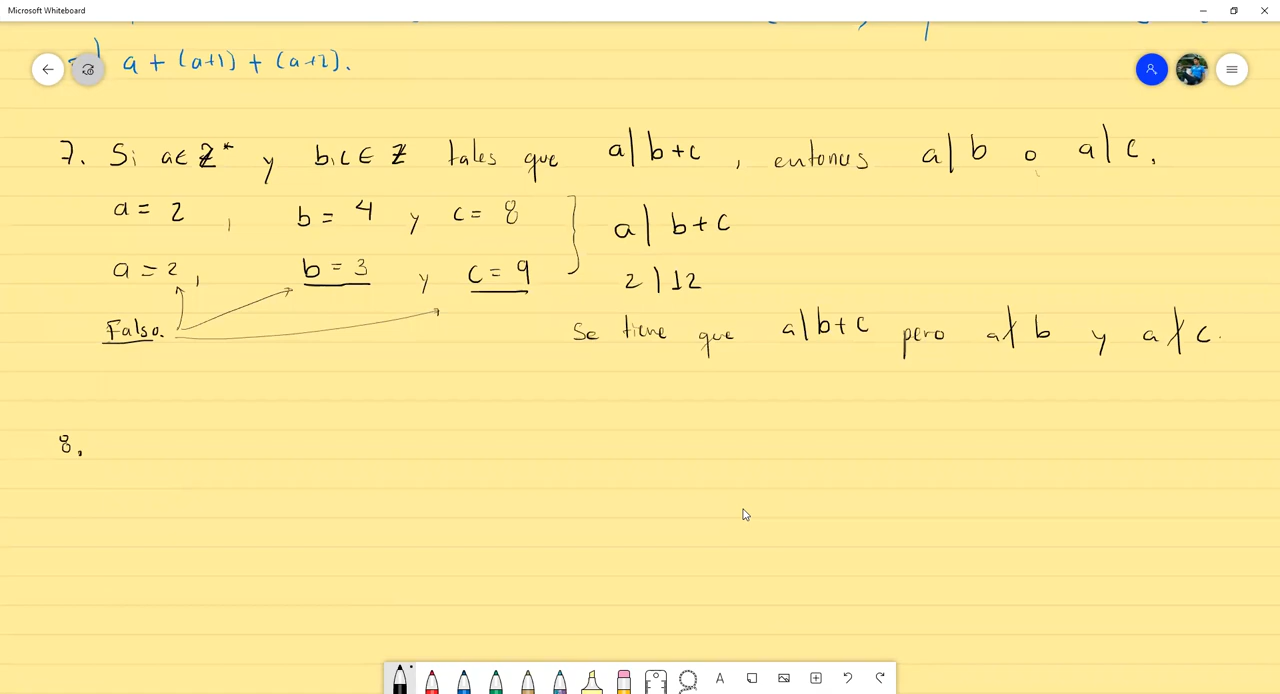 Microsoft Whiteboard
a + (a+1) + (a+2).
7. Si a ∈ Z* y b, c ∈ Z tales que a | b+c , entonces a | b o a | c.
a = 2 , b = 4 y c = 8 a | b + c
a = 2, b = 3 y c = 9 2 | 12
Falso. Se tiene que a | b+c pero a ∤ b y a ∤ c.
8.